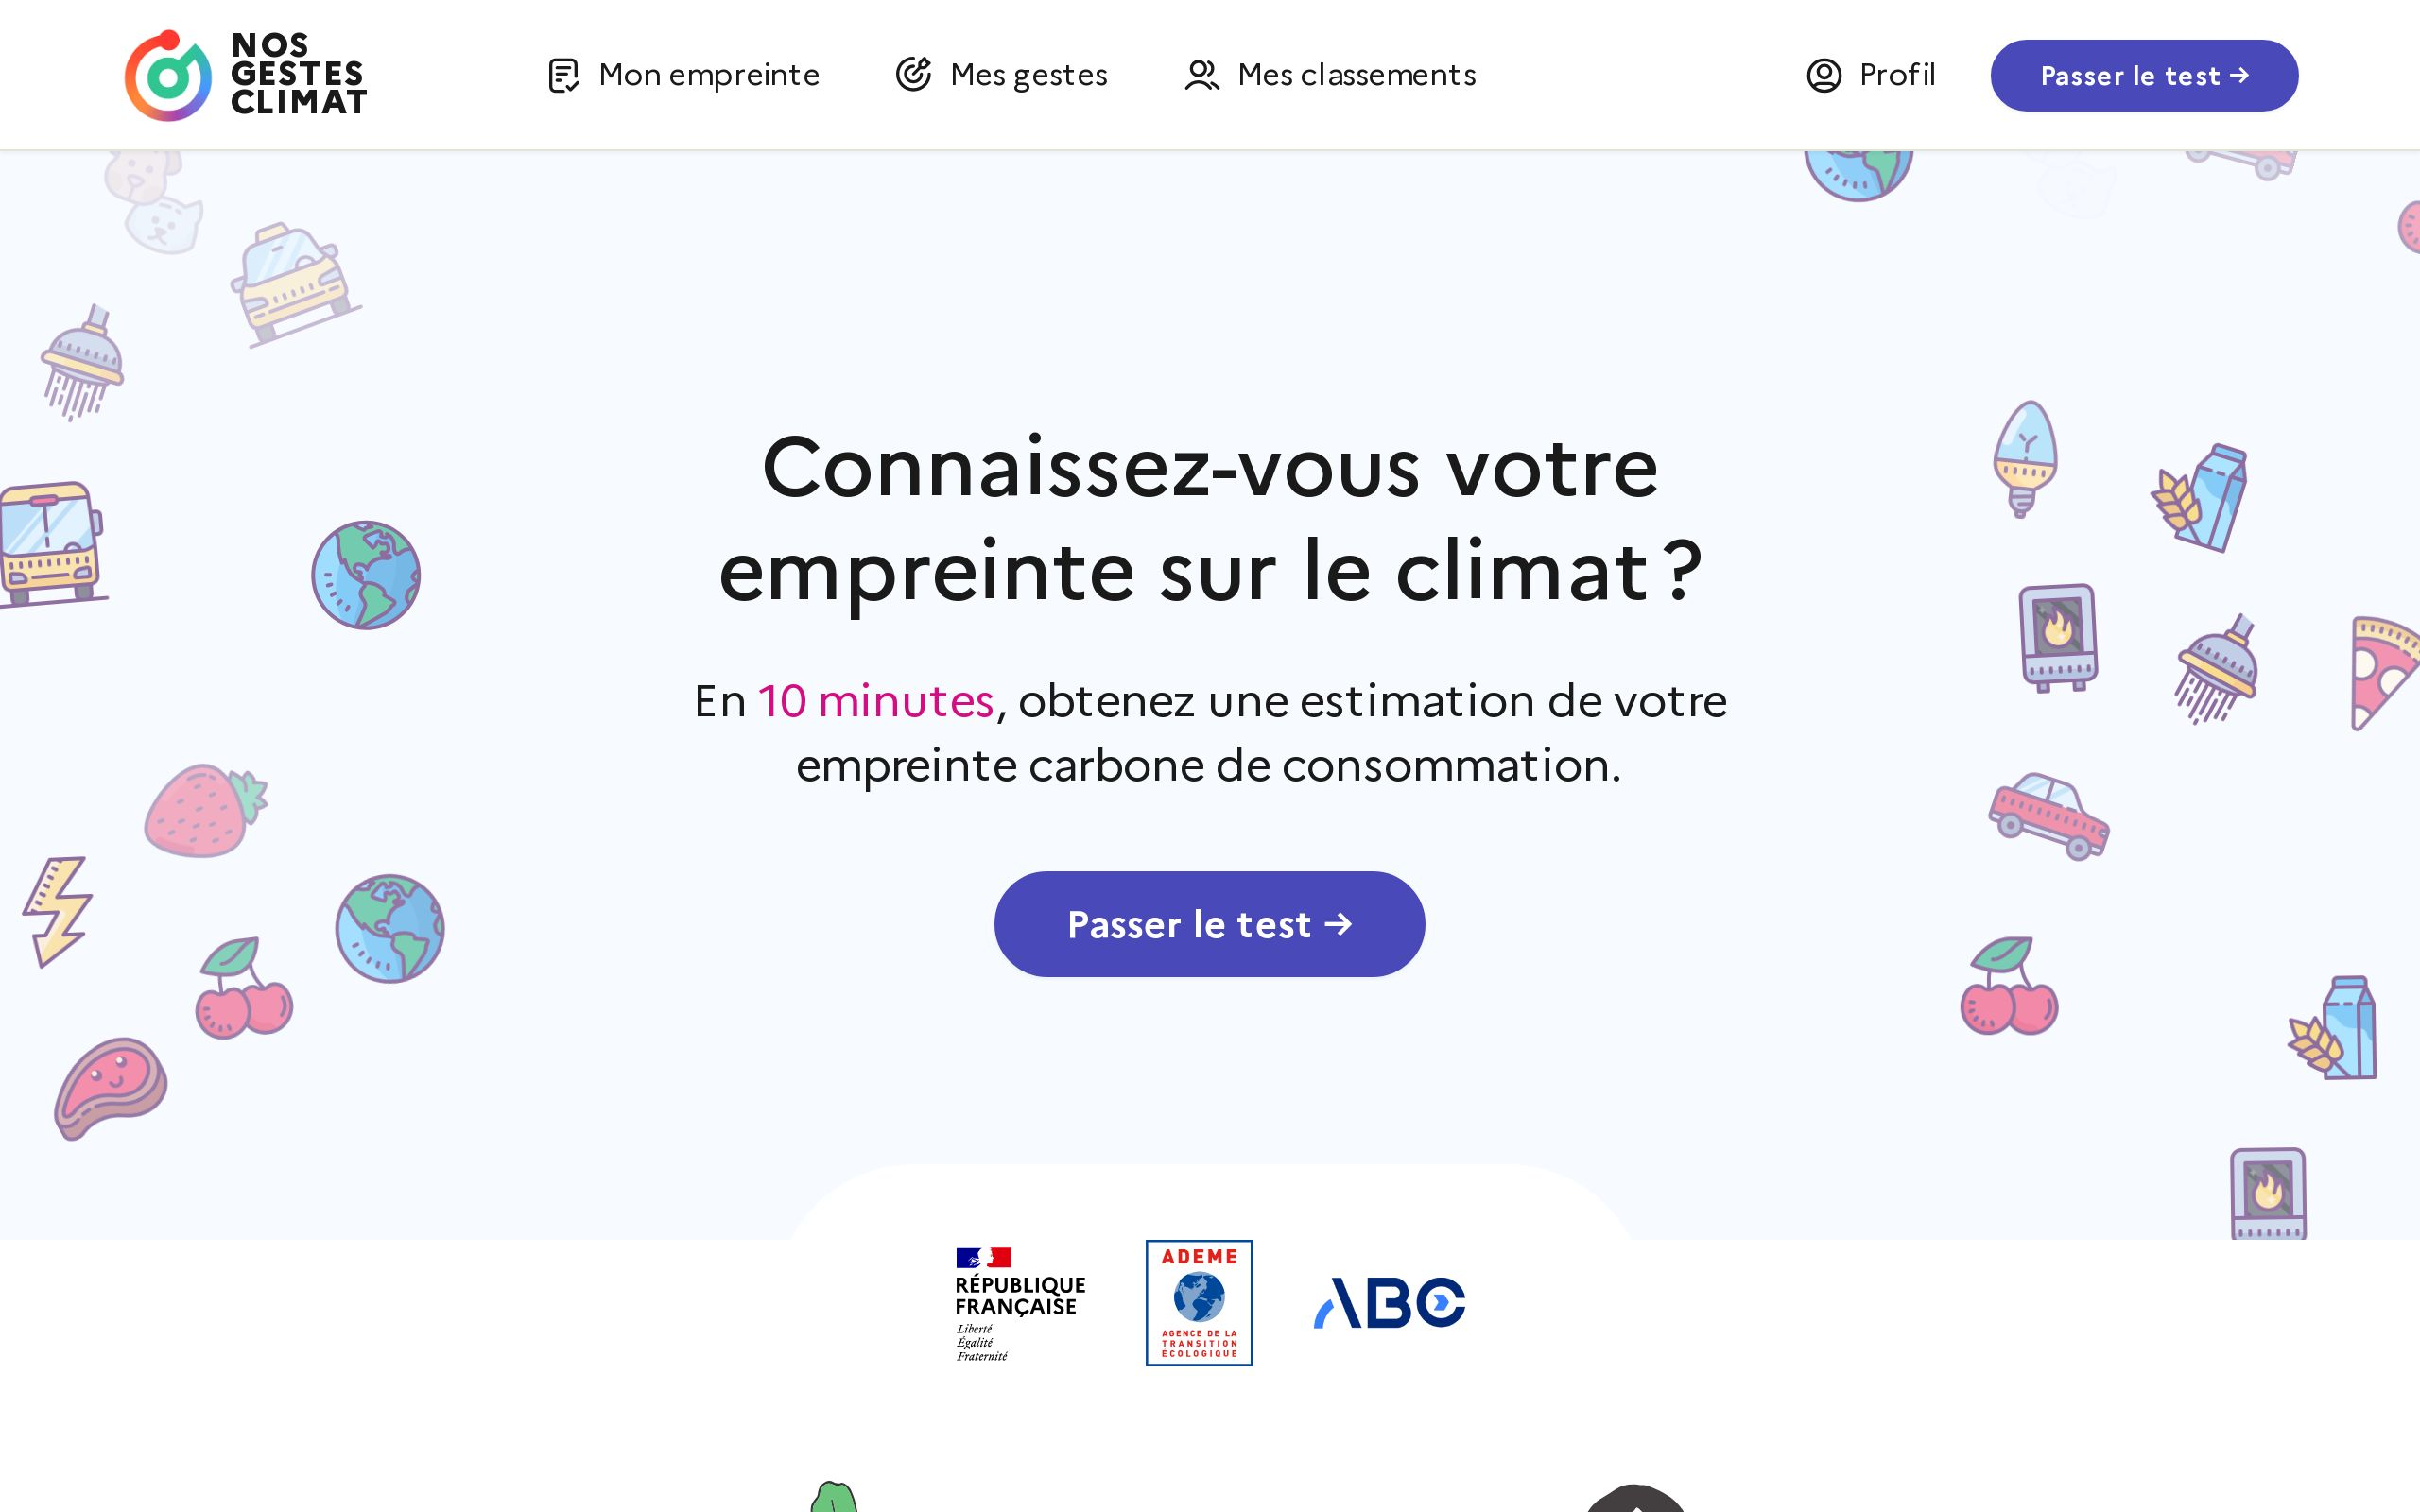 NOS
GESTES
CLIMAT
Mon empreinte
Mes gestes
Mes classements
Profil
Passer le test →
Connaissez-vous votre
empreinte sur le climat ?
En 10 minutes, obtenez une estimation de votre
empreinte carbone de consommation.
Passer le test →
RÉPUBLIQUE
FRANÇAISE
Liberté
Égalité
Fraternité
ADEME
AGENCE DE LA
TRANSITION
ÉCOLOGIQUE
ABC